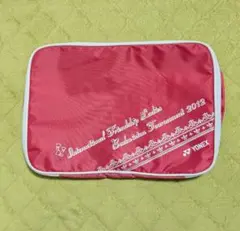 International Friendship Ladies
Badminton Tournament 2012
YONEX